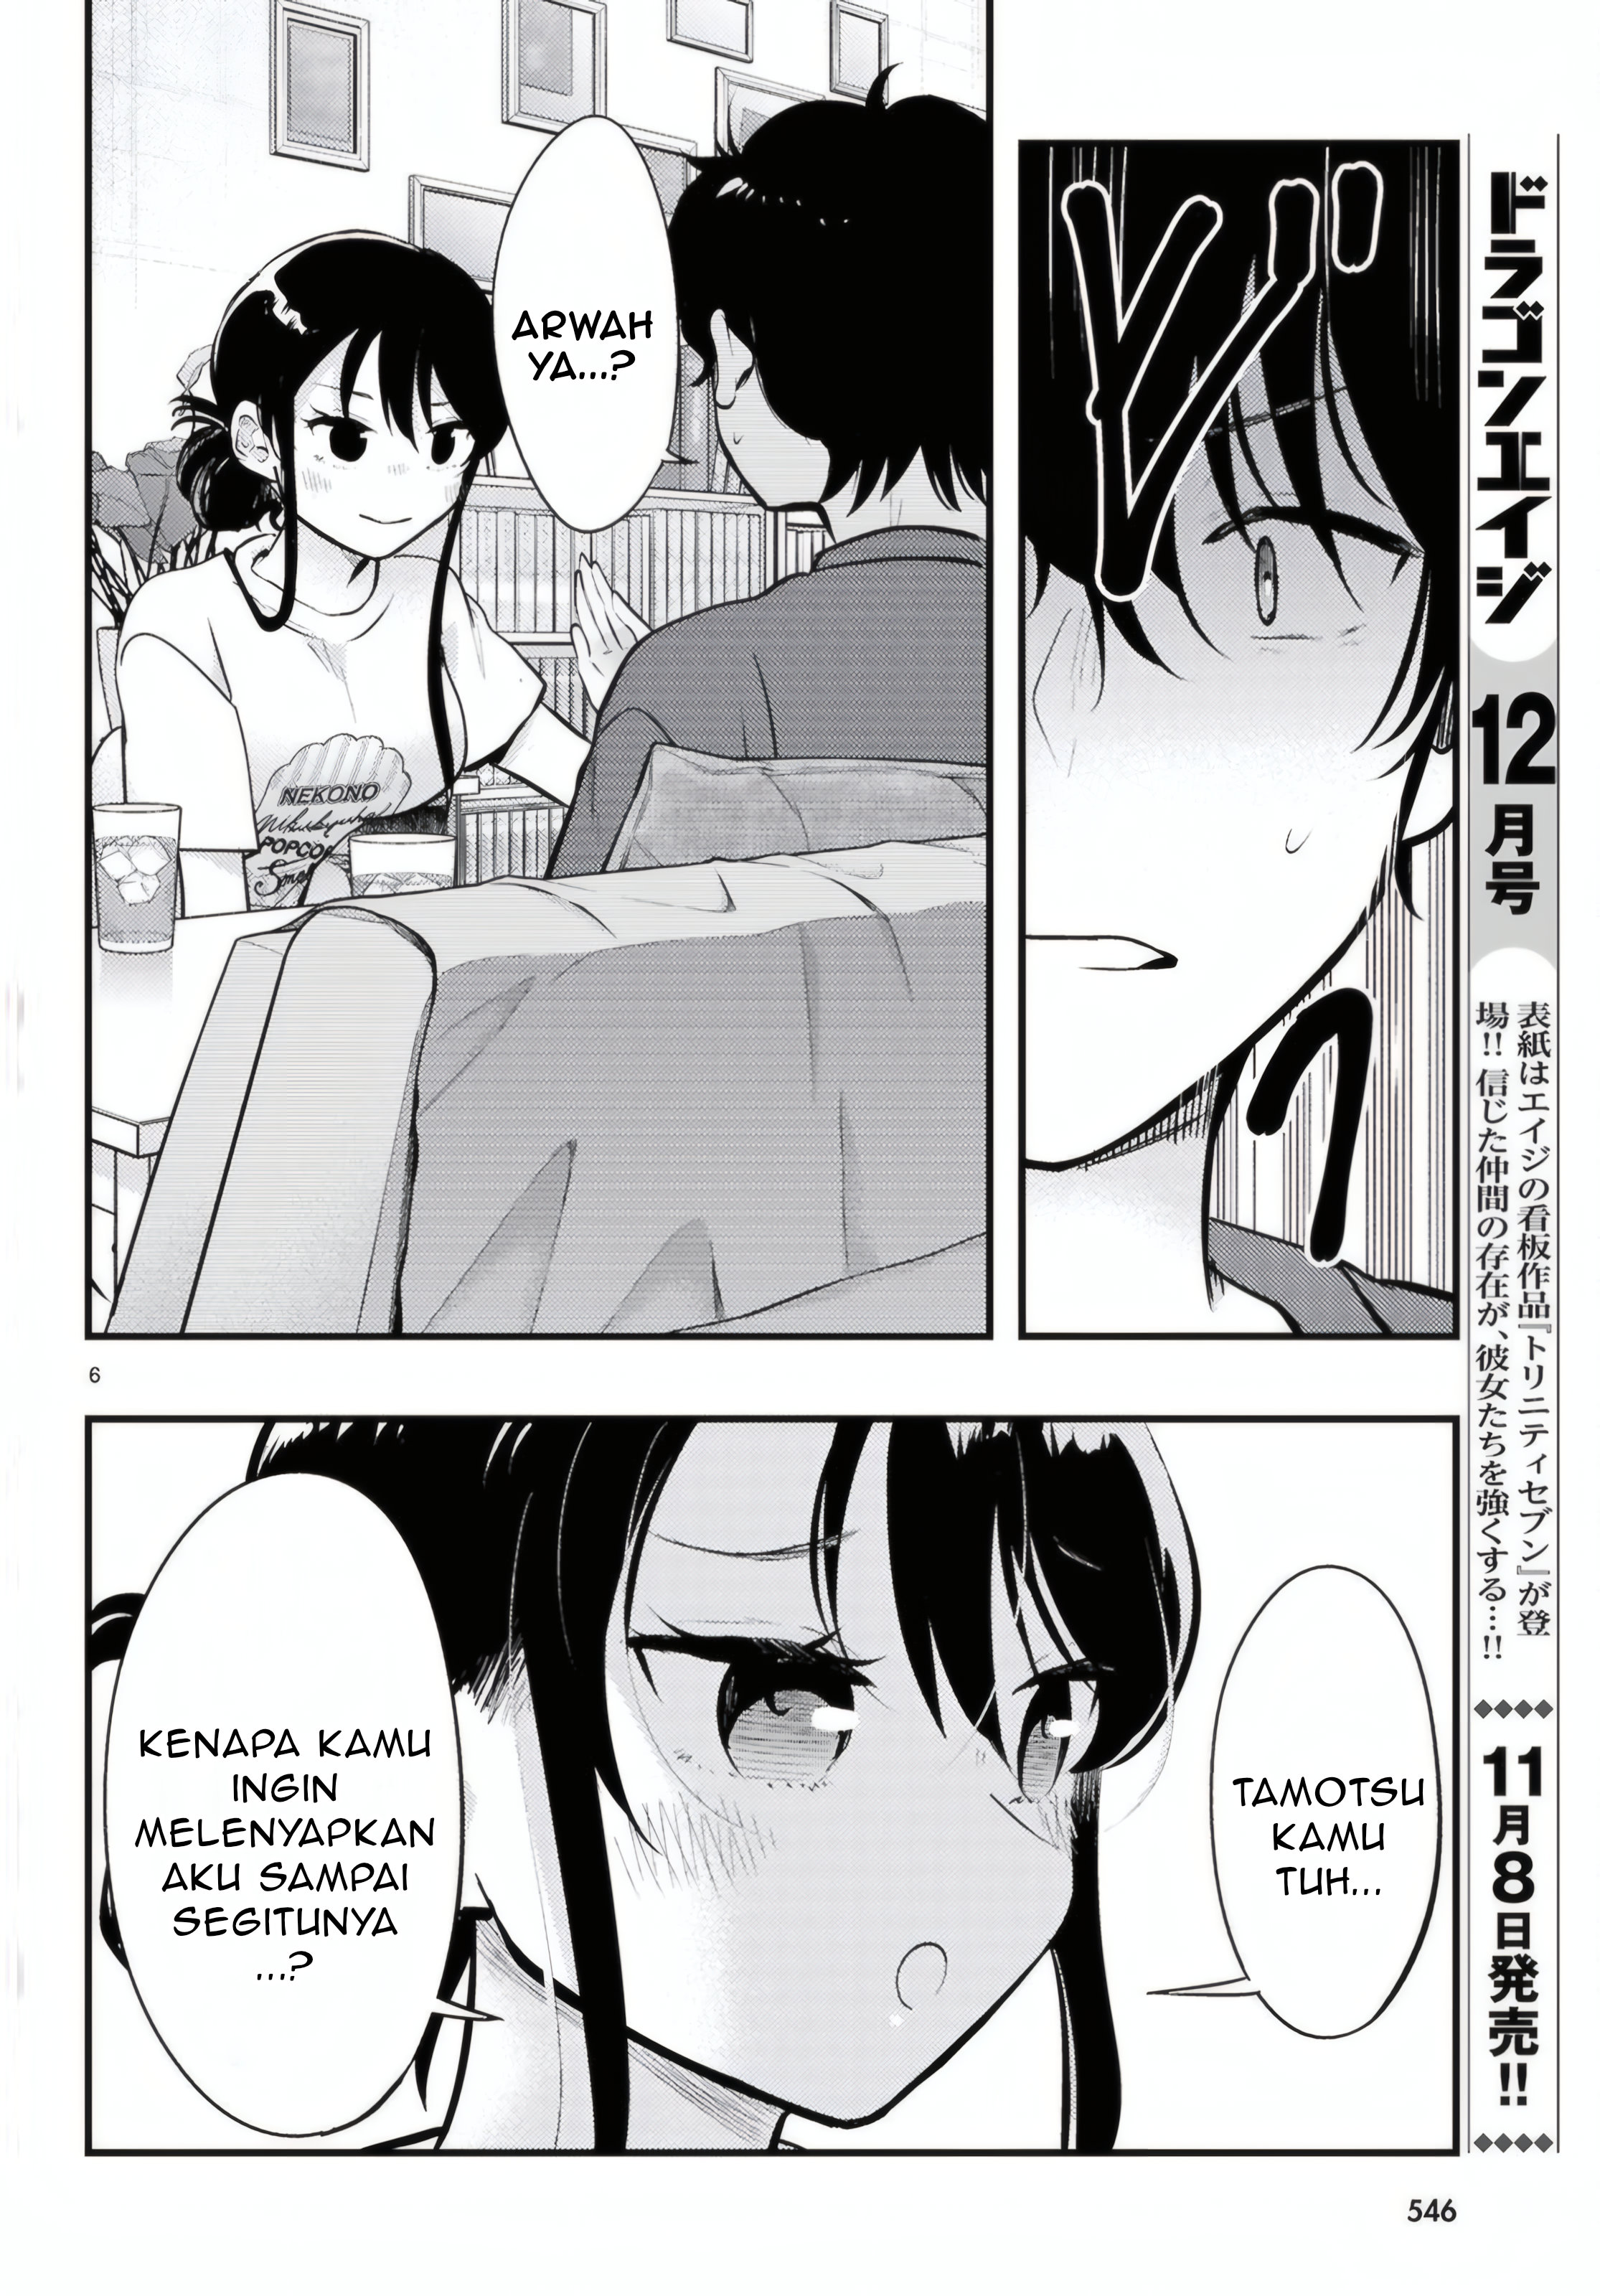 ビクッ
ARWAH
YA...?
NEKONO
POPCO
TAMOTSU
KAMU
TUH...
KENAPA KAMU
INGIN
MELENYAPKAN
AKU SAMPAI
SEGITUNYA
...?
6
ドラゴンエイジ
12月号
表紙はエイジの看板作品『トリニティセブン』が登
場!! 信じた仲間の存在が、彼女たちを強くする…!!
11月8日発売!!
546